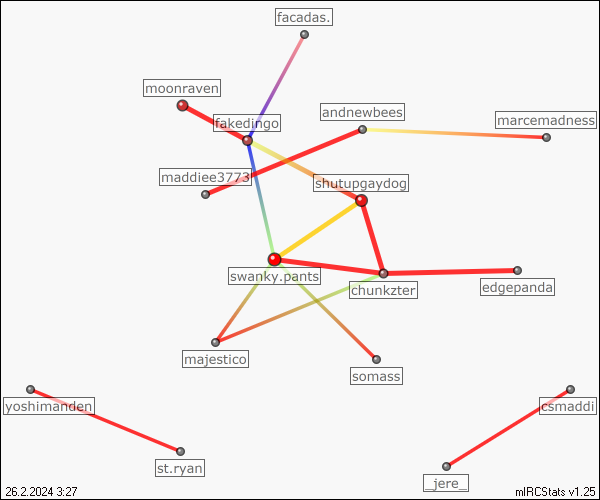 facadas.
moonraven
andnewbees
fakedingo
marcemadness
maddiee3773
shutupgaydog
swanky.pants
edgepanda
chunkzter
majestico
somass
yoshimanden
csmaddi
st.ryan
_jere_
26.2.2024 3:27
mIRCStats v1.25